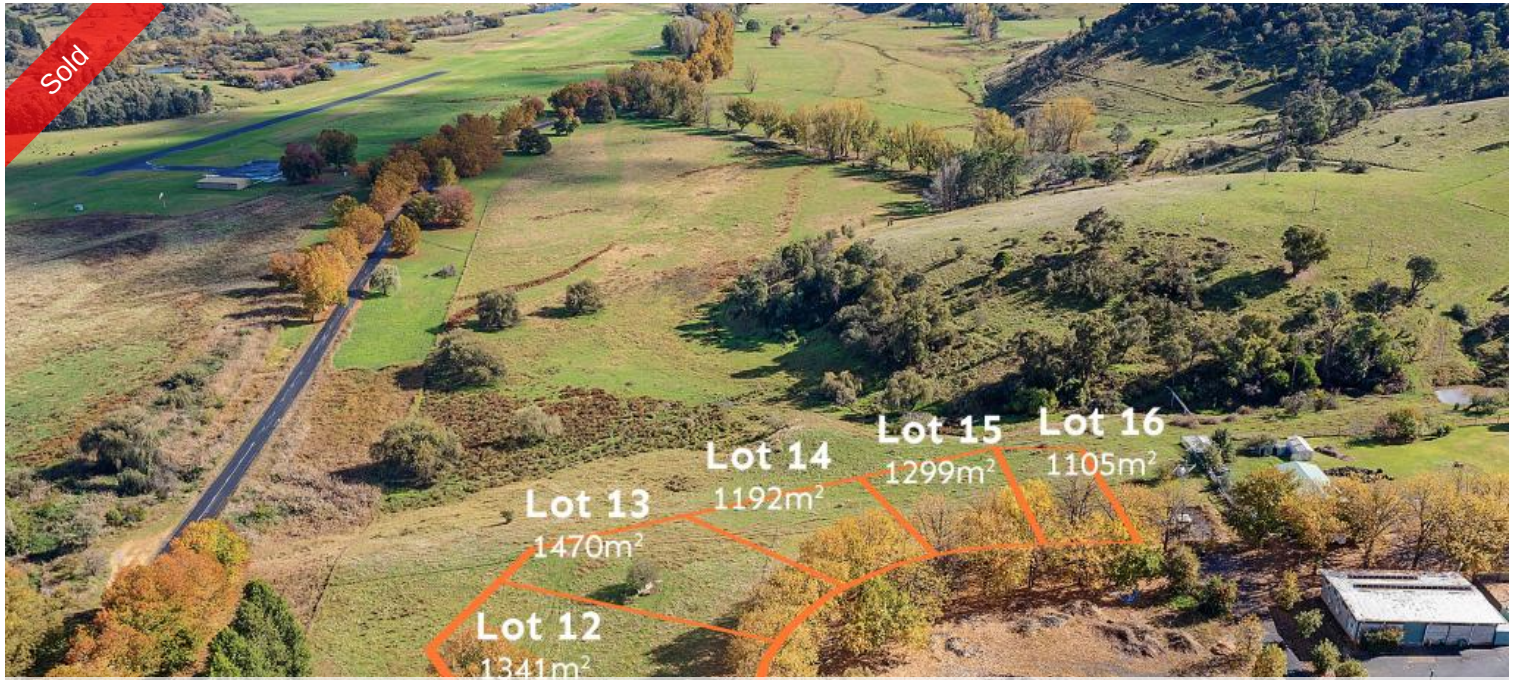 Sold
Lot 16
1105m²
Lot 15
1299m²
Lot 14
1192m²
Lot 13
1470m²
Lot 12
1341m²